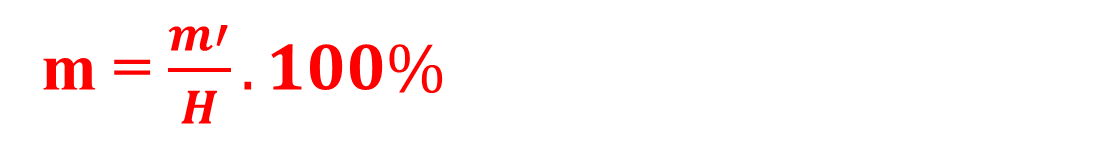 m = m′/H . 100%